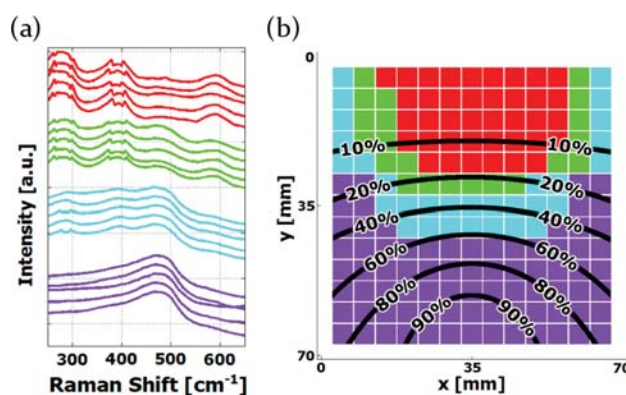 (a)
Intensity [a.u.]
250 300 400 500 600
Raman Shift [cm⁻¹]
(b)
0
35
70
y [mm]
10% 10%
20% 20%
40% 40%
60% 60%
80% 80%
90% 90%
0 35 70
x [mm]